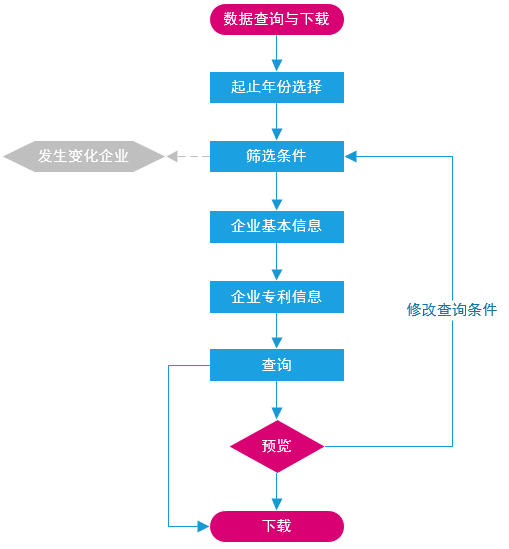 数据查询与下载
起止年份选择
发生变化企业
筛选条件
企业基本信息
企业专利信息
修改查询条件
查询
预览
下载